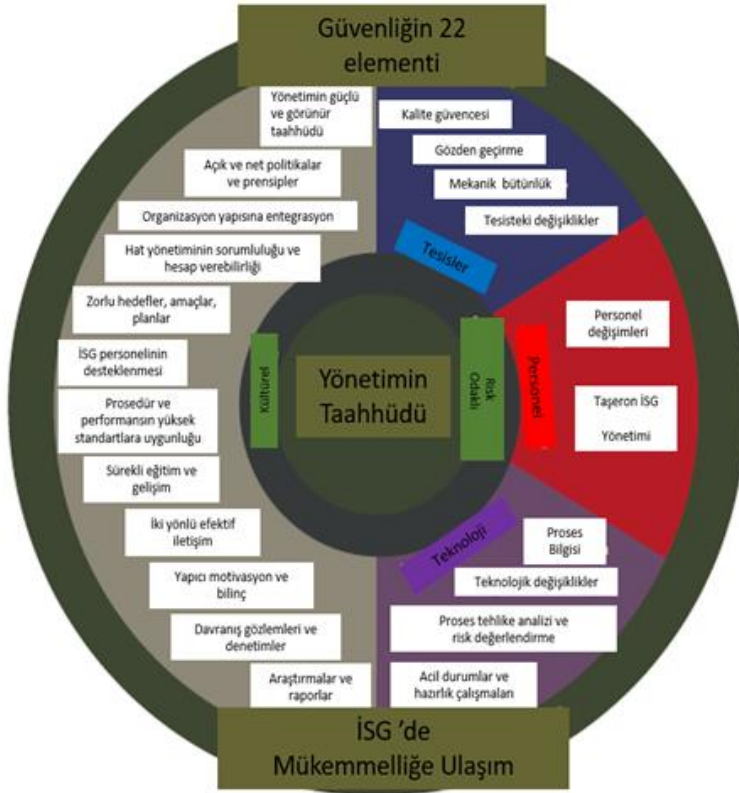 Güvenliğin 22
elementi
Yönetimin güçlü
ve görünür
taahhüdü
Açık ve net politikalar
ve prensipler
Organizasyon yapısına entegrasyon
Hat yönetiminin sorumluluğu ve
hesap verebilirliği
Zorlu hedefler, amaçlar,
planlar
İSG personelinin
desteklenmesi
Prosedür ve
performansın yüksek
standartlara uygunluğu
Sürekli eğitim ve
gelişim
İki yönlü efektif
iletişim
Yapıcı motivasyon ve
bilinç
Davranış gözlemleri ve
denetimler
Araştırmalar ve
raporlar
Kültürel
Yönetimin
Taahhüdü
Risk
Odaklı
Tesisler
Kalite güvencesi
Gözden geçirme
Mekanik bütünlük
Tesisteki değişiklikler
Personel
Personel
değişimleri
Taşeron İSG
Yönetimi
Teknoloji
Proses
Bilgisi
Teknolojik değişiklikler
Proses tehlike analizi ve
risk değerlendirme
Acil durumlar ve
hazırlık çalışmaları
İSG 'de
Mükemmelliğe Ulaşım